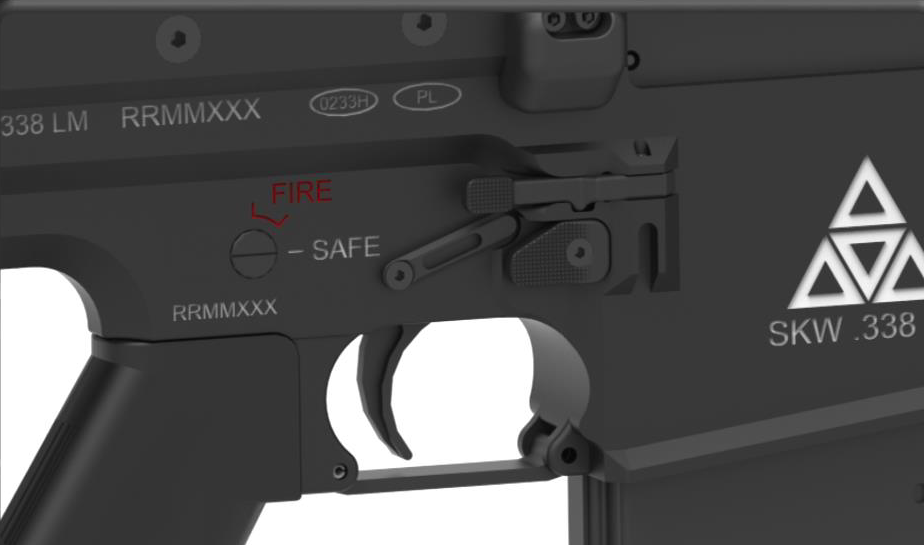 338 LM RRMMXXX 0233H PL
FIRE
– SAFE
RRMMXXX
SKW .338